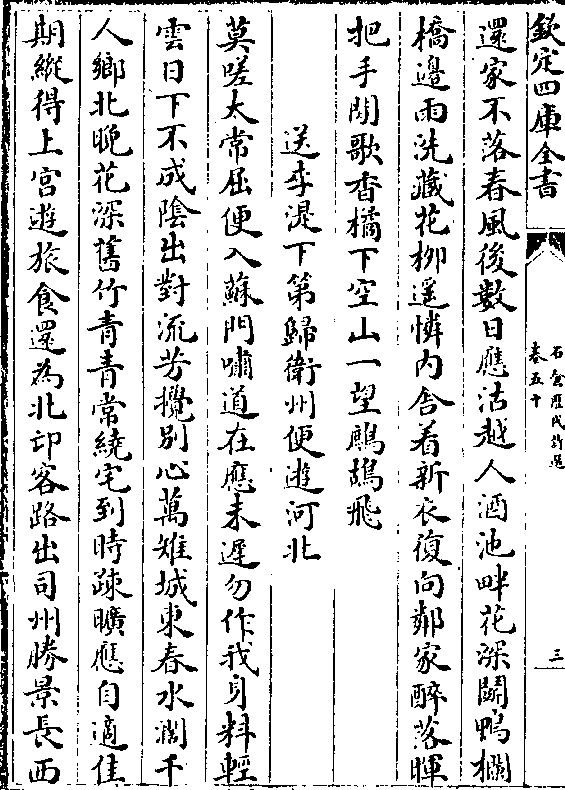 欽定四庫全書
石倉歷代詩選
卷五十
三
還家不落春風後數日應沽越人酒池畔花深鬬鴨欄
橋邊雨洗藏花柳遥憐内舎着新衣復向鄰家醉落暉
把手閒歌香橘下空山一望鷓鴣飛
送李湜下第歸衛州便遊河北
莫嗟太常屈便入蘇門嘯道在應未遲勿作我身料輕
雲日下不成陰出對流芳攪别心萬雉城東春水濶千
人鄉北晚花深舊竹青青常繞宅到時疎曠應自適佳
期縱得上宫遊旅食還為北邙客路出司州勝景長西